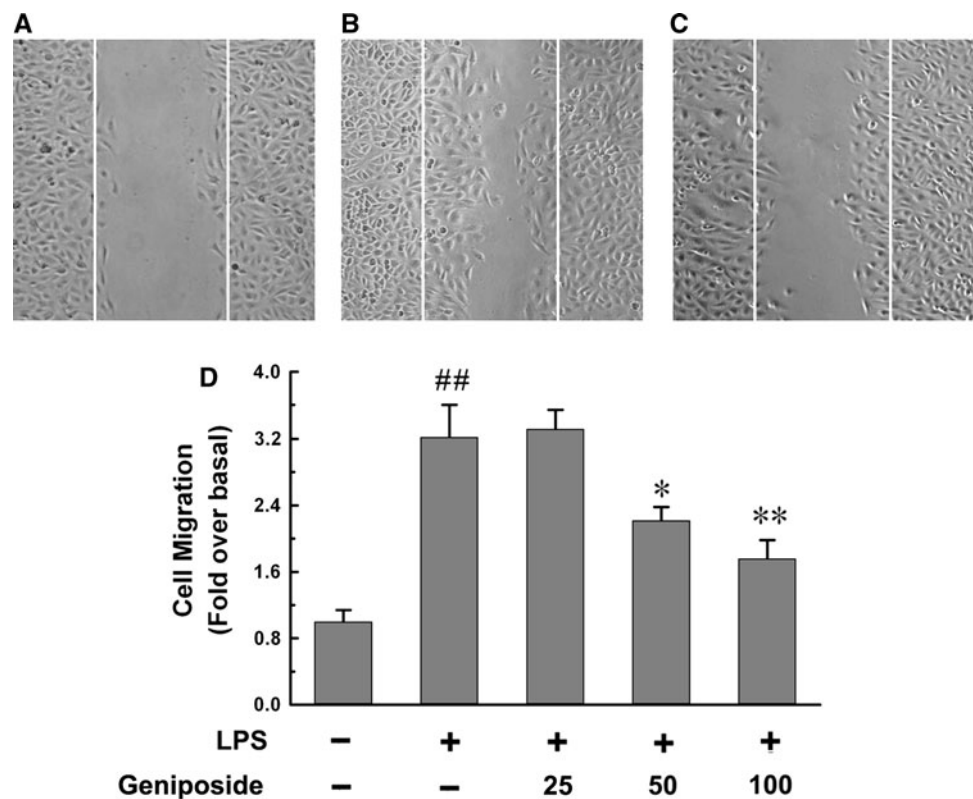 A
B
C
D
Cell Migration
(Fold over basal)
4.0
3.2
2.4
1.6
0.8
0.0
##
*
**
LPS - + + + +
Geniposide - - 25 50 100